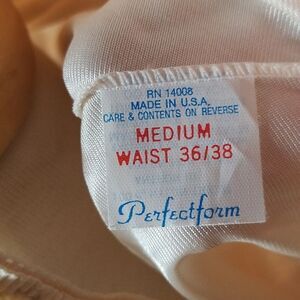 RN 14008
MADE IN U.S.A.
CARE & CONTENTS ON REVERSE
MEDIUM
WAIST 36/38
Perfectform